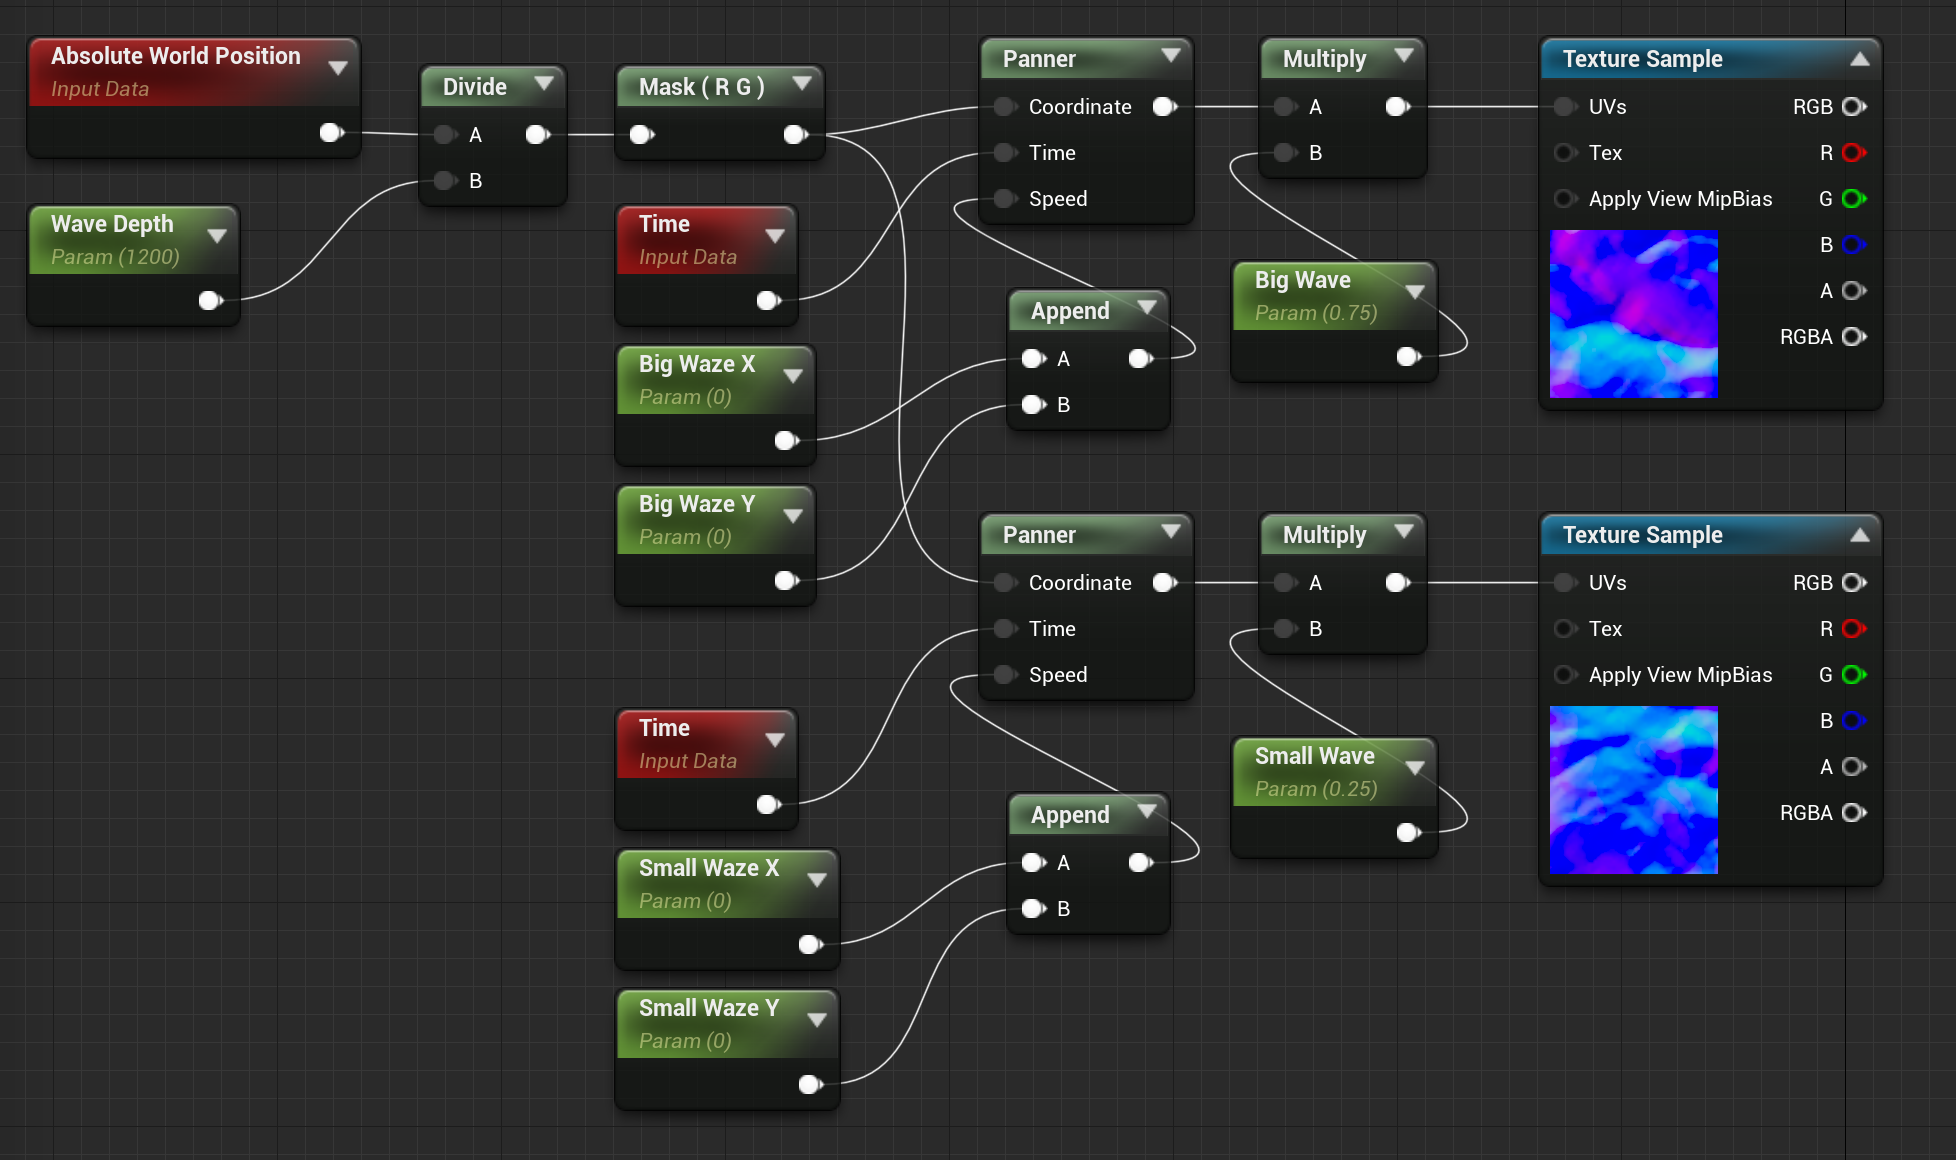 Absolute World Position
Input Data
Wave Depth
Param (1200)
Divide
A
B
Mask ( R G )
Time
Input Data
Big Waze X
Param (0)
Big Waze Y
Param (0)
Panner
Coordinate
Time
Speed
Append
A
B
Multiply
A
B
Big Wave
Param (0.75)
Texture Sample
UVs
RGB
Tex
R
Apply View MipBias
G
B
A
RGBA
Time
Input Data
Small Waze X
Param (0)
Small Waze Y
Param (0)
Panner
Coordinate
Time
Speed
Append
A
B
Multiply
A
B
Small Wave
Param (0.25)
Texture Sample
UVs
RGB
Tex
R
Apply View MipBias
G
B
A
RGBA